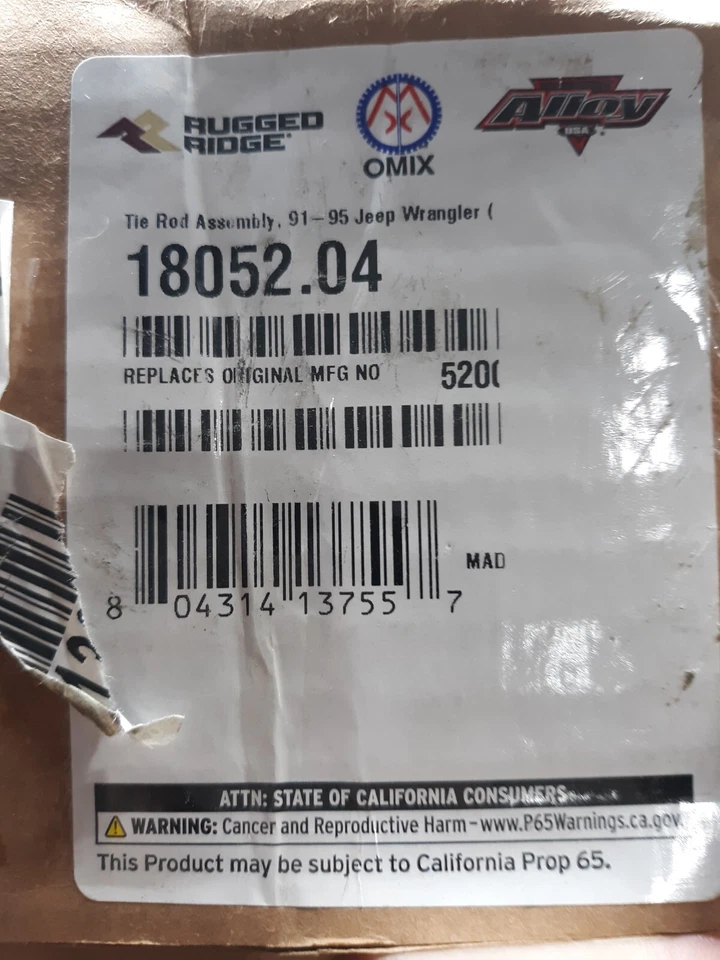 RUGGED
RIDGE®
OMIX
Alloy
USA
Tie Rod Assembly, 91-95 Jeep Wrangler (
18052.04
REPLACES ORIGINAL MFG NO 520(
8 04314 13755 7
MAD
ATTN: STATE OF CALIFORNIA CONSUMERS
WARNING: Cancer and Reproductive Harm-www.P65Warnings.ca.gov
This Product may be subject to California Prop 65.